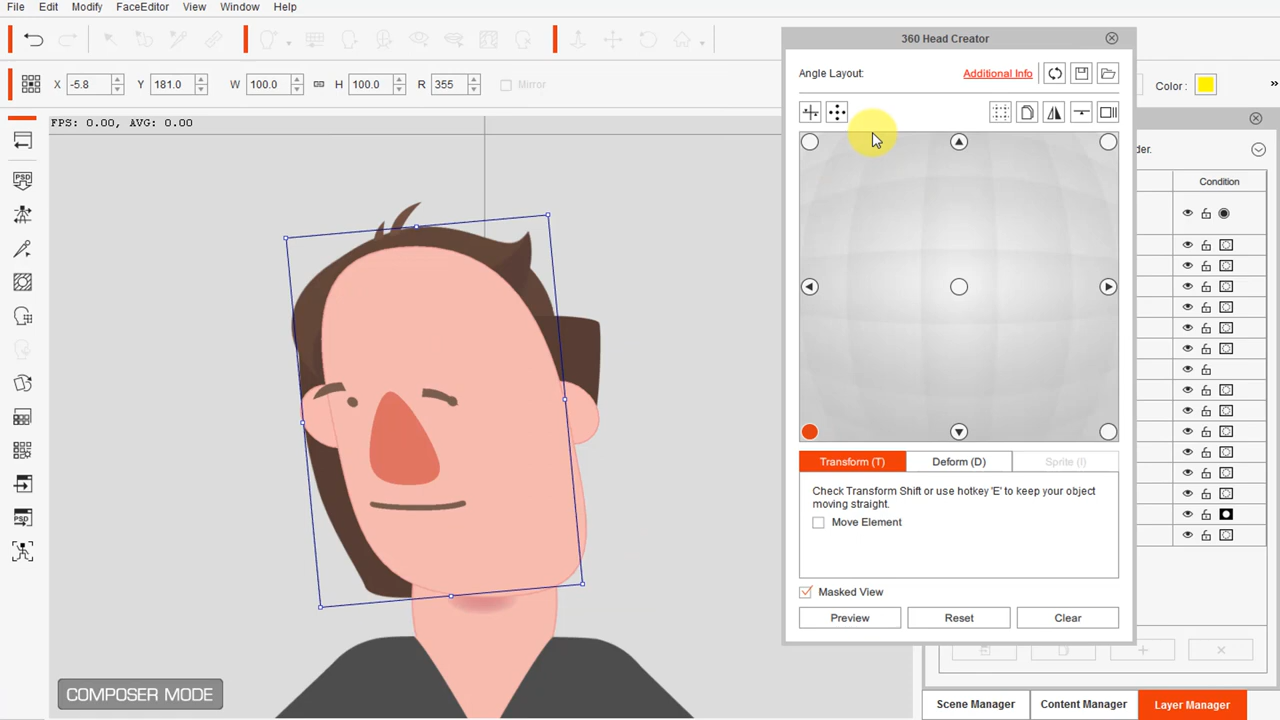 File Edit Modify FaceEditor View Window Help
360 Head Creator
X -5.8 Y 181.0 W 100.0 H 100.0 R 355 Mirror
Angle Layout: Additional Info
Color :
FPS: 0.00, AVG: 0.00
der.
Condition
Transform (T) Deform (D) Sprite (I)
Check Transform Shift or use hotkey 'E' to keep your object
moving straight.
Move Element
Masked View
Preview Reset Clear
COMPOSER MODE
Scene Manager Content Manager Layer Manager
PSD
PSD